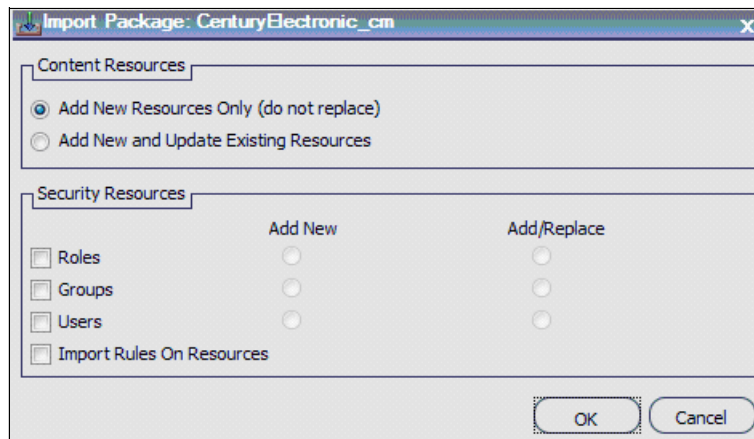 Import Package: CenturyElectronic_cm
x
Content Resources
Add New Resources Only (do not replace)
Add New and Update Existing Resources
Security Resources
Add New Add/Replace
Roles
Groups
Users
Import Rules On Resources
OK Cancel